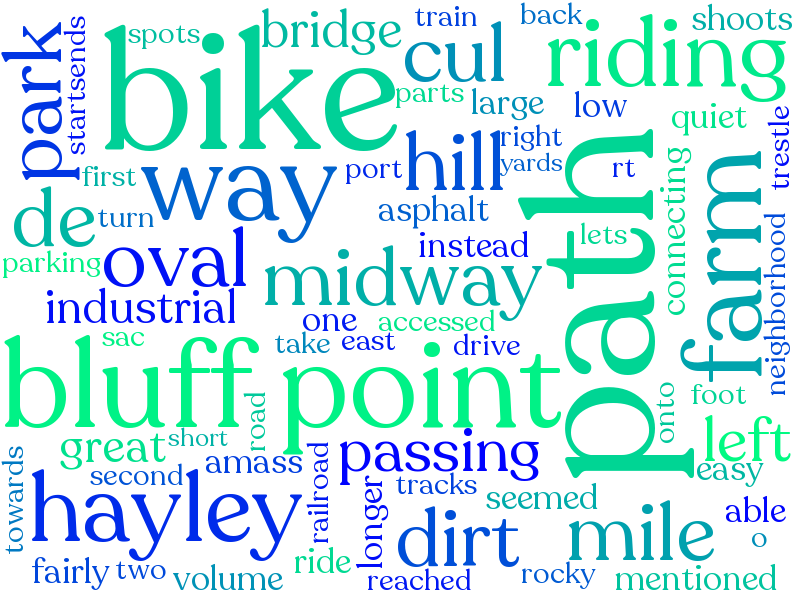 train
back
shoots
spots
bridge
park
startsends
bike
cul
riding
parts
large
low
quiet
first
way
port
hill
right
yards
rt
path
connecting
farm
trestle
de
turn
asphalt
lets
parking
oval
instead
midway
neighborhood
industrial
one
accessed
sac
take
east
drive
bluff
point
great
short
road
onto
foot
left
towards
second
amass
passing
railroad
longer
tracks
seemed
easy
hayley
dirt
mile
able
o
fairly
two
volume
ride
reached
rocky
mentioned